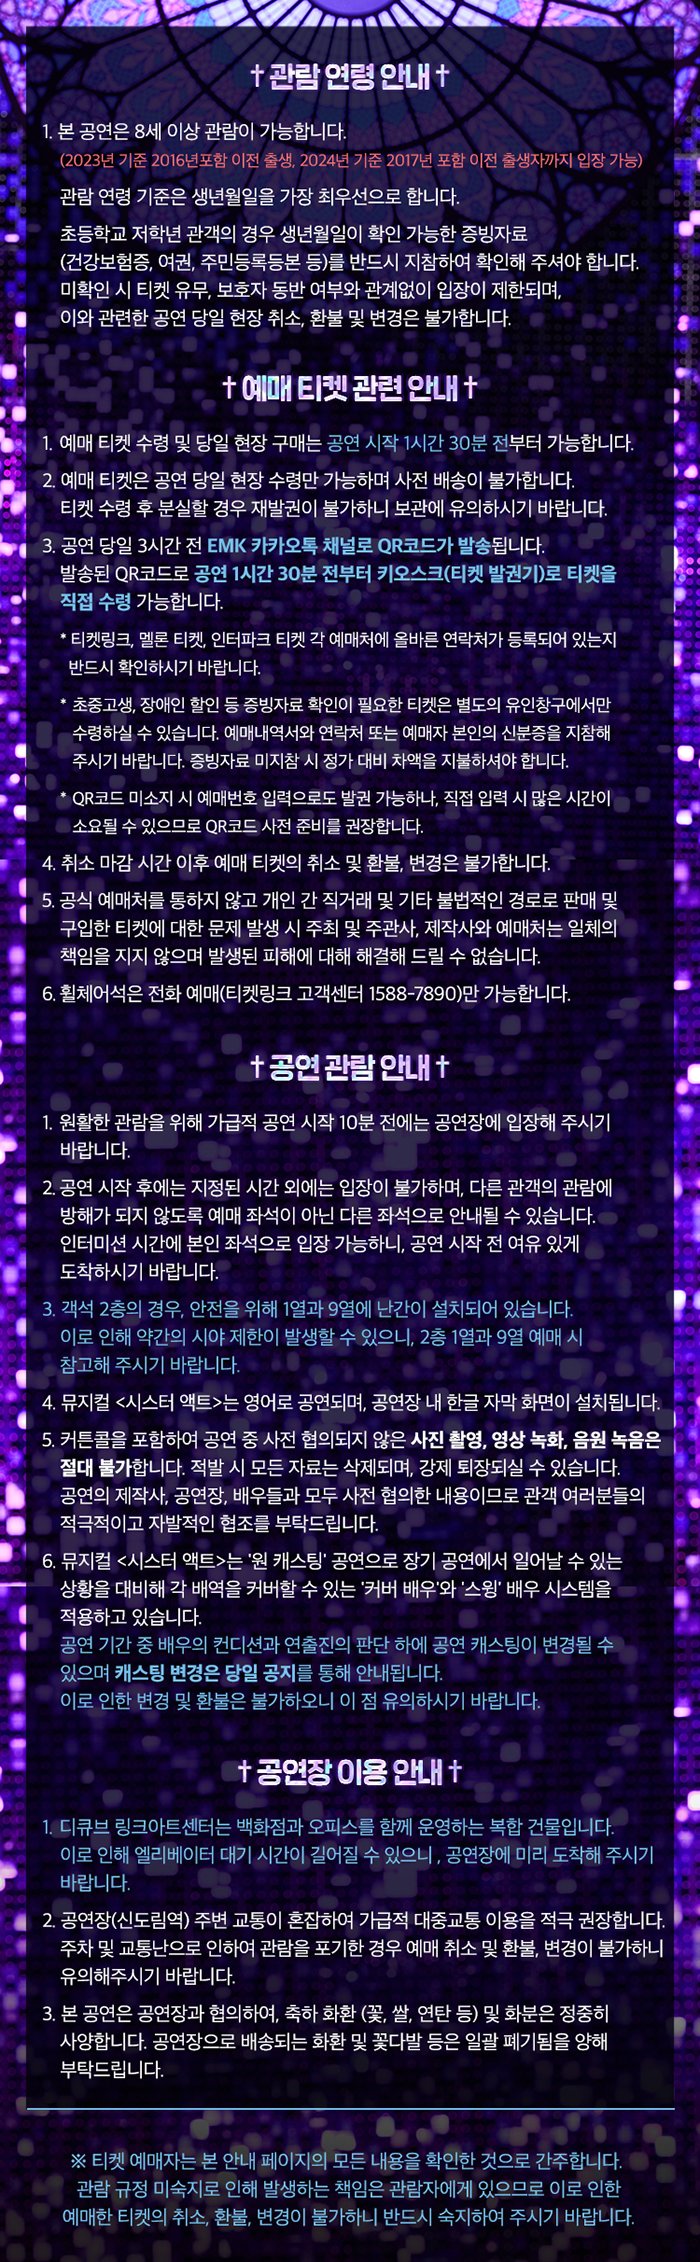 †관람 연령 안내†
1. 본 공연은 8세 이상 관람이 가능합니다.
(2023년 기준 2016년포함 이전 출생, 2024년 기준 2017년 포함 이전 출생자까지 입장 가능)
관람 연령 기준은 생년월일을 가장 최우선으로 합니다.
초등학교 저학년 관객의 경우 생년월일이 확인 가능한 증빙자료
(건강보험증, 여권, 주민등록등본 등)를 반드시 지참하여 확인해 주셔야 합니다.
미확인 시 티켓 유무, 보호자 동반 여부와 관계없이 입장이 제한되며,
이와 관련한 공연 당일 현장 취소, 환불 및 변경은 불가합니다.
†예매 티켓 관련 안내†
1. 예매 티켓 수령 및 당일 현장 구매는 공연 시작 1시간 30분 전부터 가능합니다.
2. 예매 티켓은 공연 당일 현장 수령만 가능하며 사전 배송이 불가합니다.
티켓 수령 후 분실할 경우 재발권이 불가하니 보관에 유의하시기 바랍니다.
3. 공연 당일 3시간 전 EMK 카카오톡 채널로 QR코드가 발송됩니다.
발송된 QR코드로 공연 1시간 30분 전부터 키오스크(티켓 발권기)로 티켓을
직접 수령 가능합니다.
* 티켓링크, 멜론 티켓, 인터파크 티켓 각 예매처에 올바른 연락처가 등록되어 있는지
반드시 확인하시기 바랍니다.
* 초중고생, 장애인 할인 등 증빙자료 확인이 필요한 티켓은 별도의 유인창구에서만
수령하실 수 있습니다. 예매내역서와 연락처 또는 예매자 본인의 신분증을 지참해
주시기 바랍니다. 증빙자료 미지참 시 정가 대비 차액을 지불하셔야 합니다.
* QR코드 미소지 시 예매번호 입력으로도 발권 가능하나, 직접 입력 시 많은 시간이
소요될 수 있으므로 QR코드 사전 준비를 권장합니다.
4. 취소 마감 시간 이후 예매 티켓의 취소 및 환불, 변경은 불가합니다.
5. 공식 예매처를 통하지 않고 개인 간 직거래 및 기타 불법적인 경로로 판매 및
구입한 티켓에 대한 문제 발생 시 주최 및 주관사, 제작사와 예매처는 일체의
책임을 지지 않으며 발생된 피해에 대해 해결해 드릴 수 없습니다.
6. 휠체어석은 전화 예매(티켓링크 고객센터 1588-7890)만 가능합니다.
†공연 관람 안내†
1. 원활한 관람을 위해 가급적 공연 시작 10분 전에는 공연장에 입장해 주시기
바랍니다.
2. 공연 시작 후에는 지정된 시간 외에는 입장이 불가하며, 다른 관객의 관람에
방해가 되지 않도록 예매 좌석이 아닌 다른 좌석으로 안내될 수 있습니다.
인터미션 시간에 본인 좌석으로 입장 가능하니, 공연 시작 전 여유 있게
도착하시기 바랍니다.
3. 객석 2층의 경우, 안전을 위해 1열과 9열에 난간이 설치되어 있습니다.
이로 인해 약간의 시야 제한이 발생할 수 있으니, 2층 1열과 9열 예매 시
참고해 주시기 바랍니다.
4. 뮤지컬 <시스터 액트>는 영어로 공연되며, 공연장 내 한글 자막 화면이 설치됩니다.
5. 커튼콜을 포함하여 공연 중 사전 협의되지 않은 사진 촬영, 영상 녹화, 음원 녹음은
절대 불가합니다. 적발 시 모든 자료는 삭제되며, 강제 퇴장되실 수 있습니다.
공연의 제작사, 공연장, 배우들과 모두 사전 협의한 내용이므로 관객 여러분들의
적극적이고 자발적인 협조를 부탁드립니다.
6. 뮤지컬 <시스터 액트>는 '원 캐스팅' 공연으로 장기 공연에서 일어날 수 있는
상황을 대비해 각 배역을 커버할 수 있는 '커버 배우'와 '스윙' 배우 시스템을
적용하고 있습니다.
공연 기간 중 배우의 컨디션과 연출진의 판단 하에 공연 캐스팅이 변경될 수
있으며 캐스팅 변경은 당일 공지를 통해 안내됩니다.
이로 인한 변경 및 환불은 불가하오니 이 점 유의하시기 바랍니다.
†공연장 이용 안내†
1. 디큐브 링크아트센터는 백화점과 오피스를 함께 운영하는 복합 건물입니다.
이로 인해 엘리베이터 대기 시간이 길어질 수 있으니 , 공연장에 미리 도착해 주시기
바랍니다.
2. 공연장(신도림역) 주변 교통이 혼잡하여 가급적 대중교통 이용을 적극 권장합니다.
주차 및 교통난으로 인하여 관람을 포기한 경우 예매 취소 및 환불, 변경이 불가하니
유의해주시기 바랍니다.
3. 본 공연은 공연장과 협의하여, 축하 화환 (꽃, 쌀, 연탄 등) 및 화분은 정중히
사양합니다. 공연장으로 배송되는 화환 및 꽃다발 등은 일괄 폐기됨을 양해
부탁드립니다.
※ 티켓 예매자는 본 안내 페이지의 모든 내용을 확인한 것으로 간주합니다.
관람 규정 미숙지로 인해 발생하는 책임은 관람자에게 있으므로 이로 인한
예매한 티켓의 취소, 환불, 변경이 불가하니 반드시 숙지하여 주시기 바랍니다.